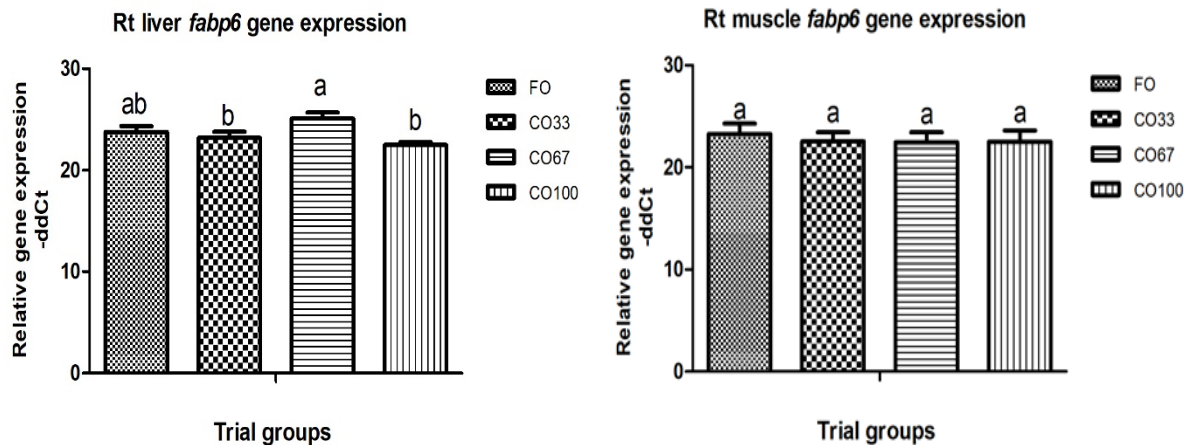 Rt liver fabp6 gene expression
Relative gene expression
-ddCt
30
20
10
0
ab
b
a
b
FO
CO33
CO67
CO100
Trial groups
Rt muscle fabp6 gene expression
Relative gene expression
-ddCt
30
20
10
0
a
a
a
a
FO
CO33
CO67
CO100
Trial groups